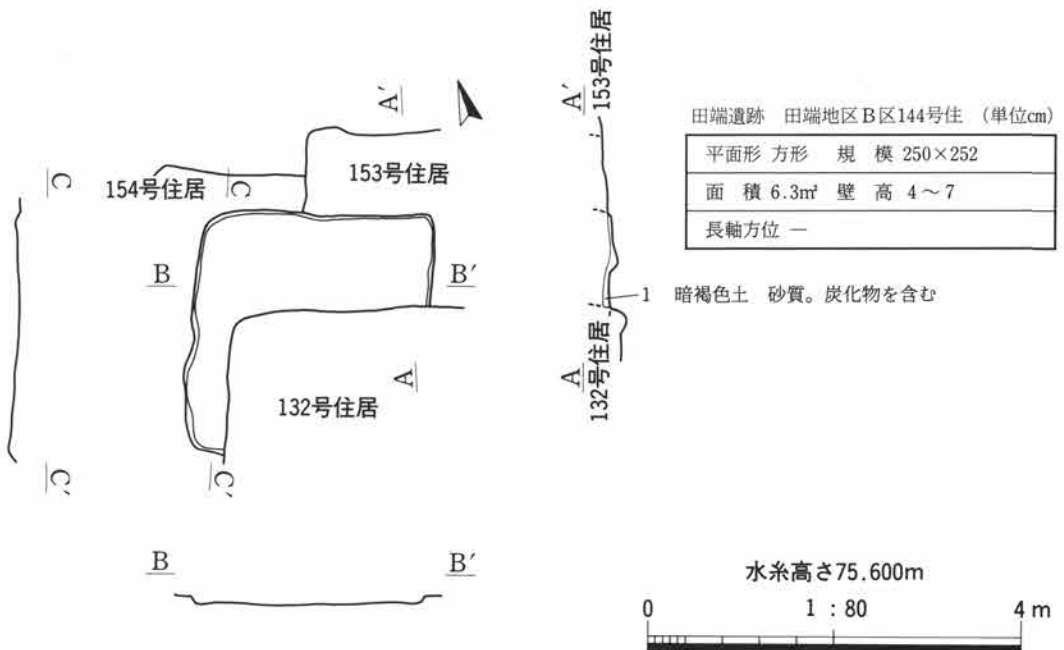 A′
153号住居
154号住居
C
C
B
B′
A
132号住居
C′
C′
B
B′
153号住居
A′
A
132号住居
1 暗褐色土 砂質。炭化物を含む
田端遺跡 田端地区B区144号住 (単位cm)
平面形 方形 規 模 250×252
面 積 6.3㎡ 壁 高 4～7
長軸方位 ―
水糸高さ75.600m
0 1:80 4m